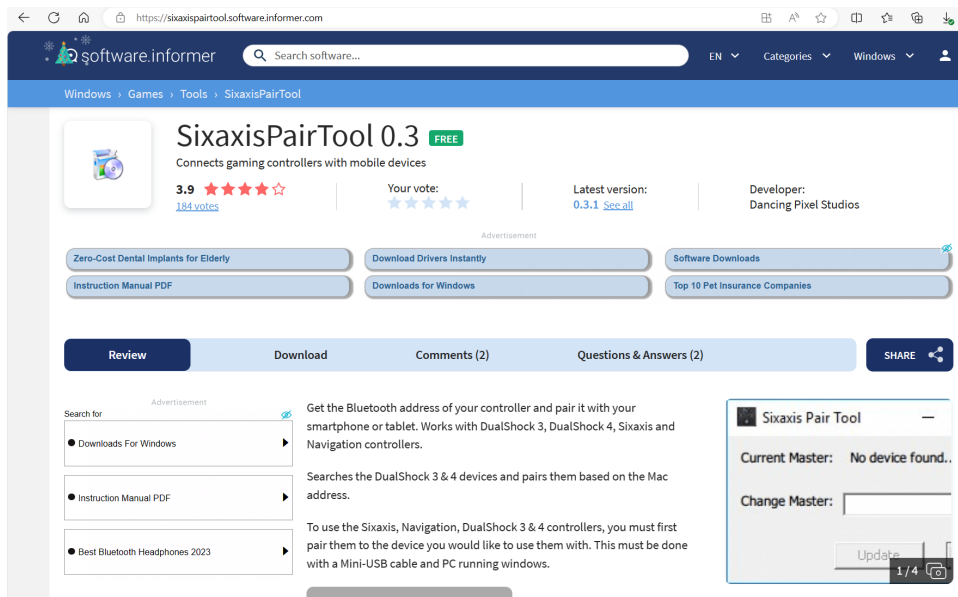 https://sixaxispairtool.software.informer.com
software.informer
Search software...
EN
Categories
Windows
Windows › Games › Tools › SixaxisPairTool
SixaxisPairTool 0.3 FREE
Connects gaming controllers with mobile devices
3.9
184 votes
Your vote:
Latest version:
0.3.1 See all
Developer:
Dancing Pixel Studios
Advertisement
Zero-Cost Dental Implants for Elderly
Download Drivers Instantly
Software Downloads
Instruction Manual PDF
Downloads for Windows
Top 10 Pet Insurance Companies
Review
Download
Comments (2)
Questions & Answers (2)
SHARE
Advertisement
Search for
Downloads For Windows
Instruction Manual PDF
Best Bluetooth Headphones 2023
Get the Bluetooth address of your controller and pair it with your
smartphone or tablet. Works with DualShock 3, DualShock 4, Sixaxis and
Navigation controllers.
Searches the DualShock 3 & 4 devices and pairs them based on the Mac
address.
To use the Sixaxis, Navigation, DualShock 3 & 4 controllers, you must first
pair them to the device you would like to use them with. This must be done
with a Mini-USB cable and PC running windows.
Sixaxis Pair Tool
Current Master: No device found..
Change Master:
Update
1/4